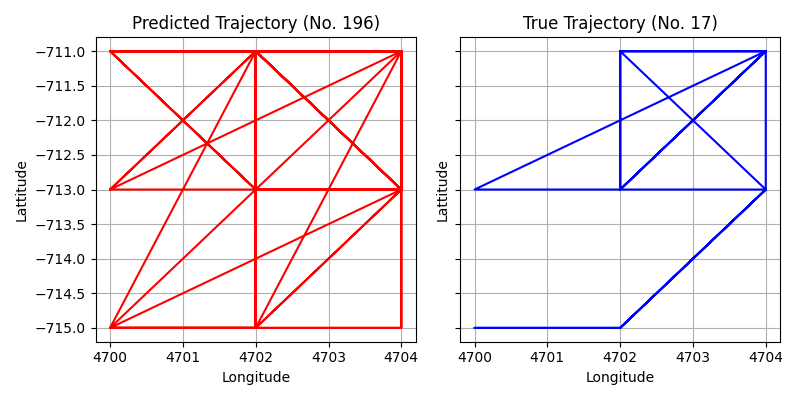 Predicted Trajectory (No. 196)
Lattitude
−711.0
−711.5
−712.0
−712.5
−713.0
−713.5
−714.0
−714.5
−715.0
4700 4701 4702 4703 4704
Longitude
True Trajectory (No. 17)
Lattitude
4700 4701 4702 4703 4704
Longitude